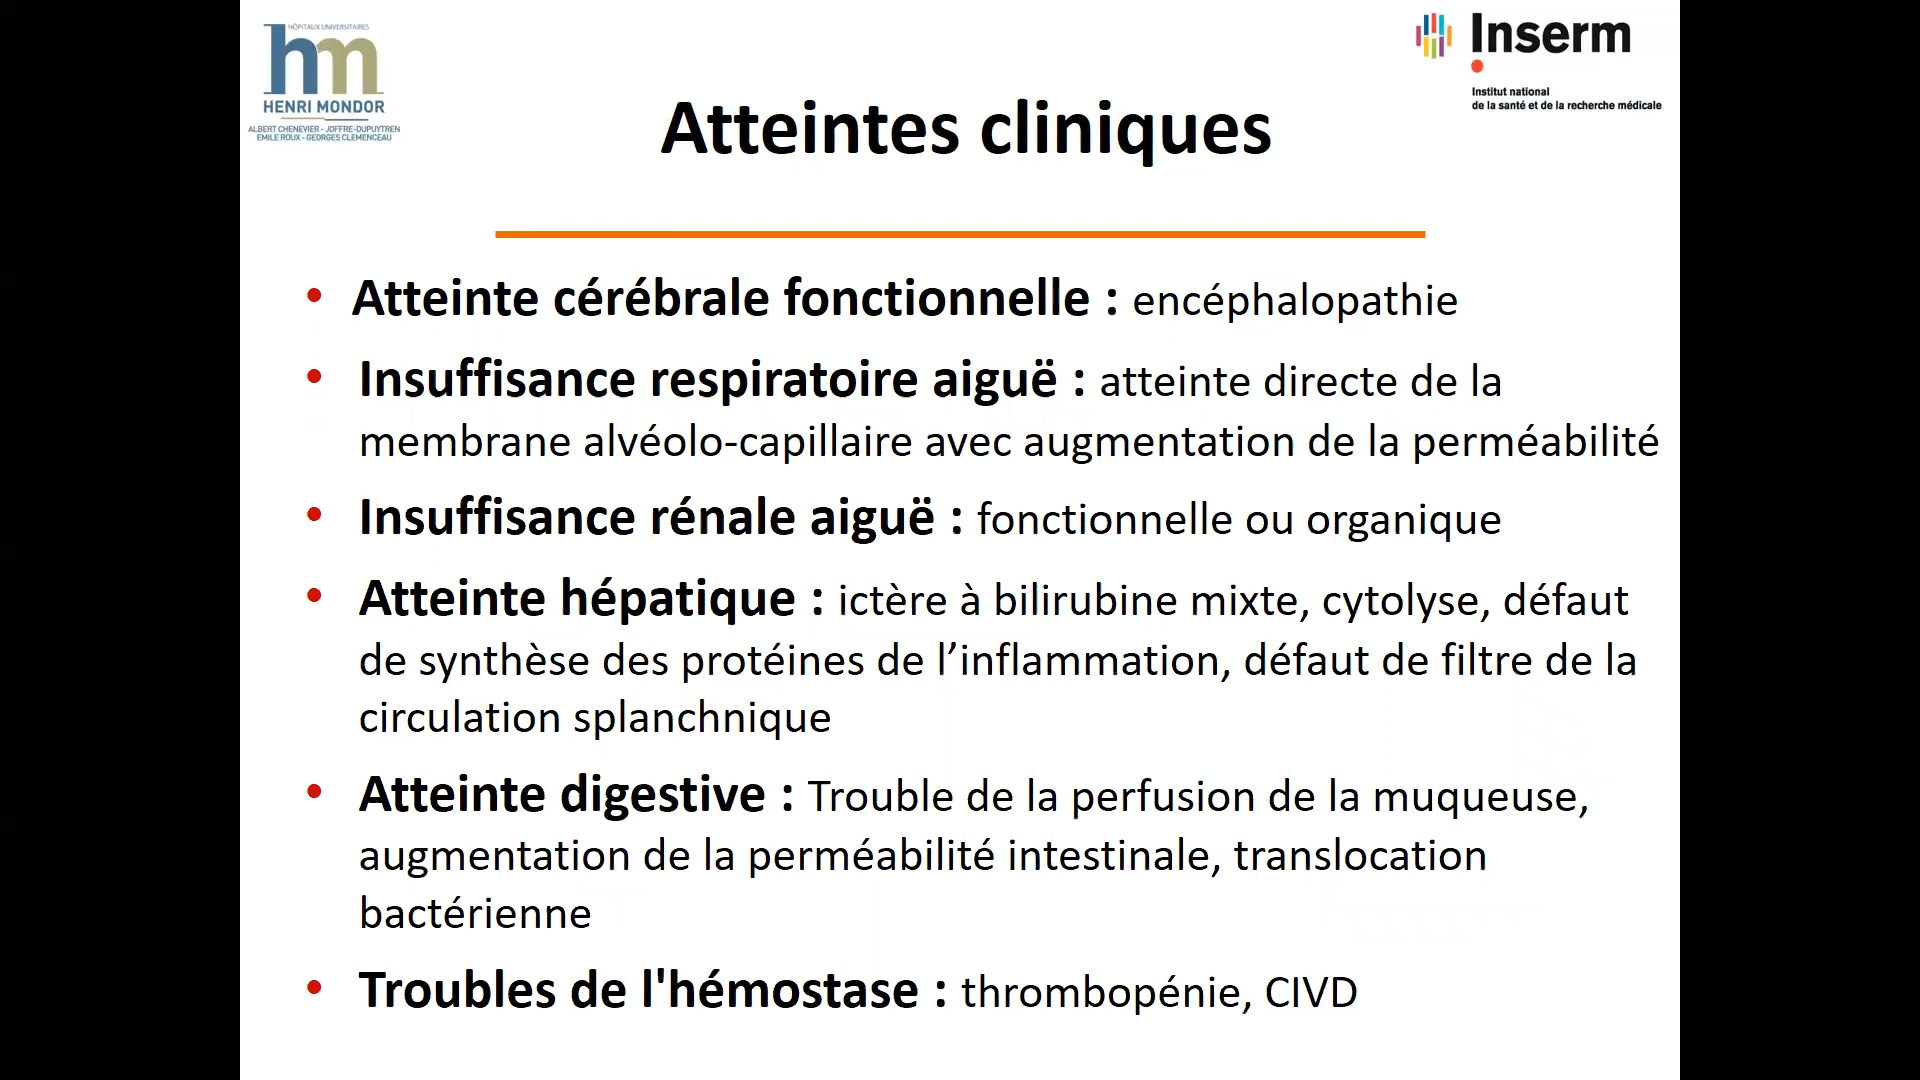 HÔPITAUX UNIVERSITAIRES
hm
HENRI MONDOR
ALBERT CHENEVIER - JOFFRE-DUPUYTREN
EMILE ROUX - GEORGES CLEMENCEAU
Inserm
Institut national
de la santé et de la recherche médicale
Atteintes cliniques
• Atteinte cérébrale fonctionnelle : encéphalopathie
• Insuffisance respiratoire aiguë : atteinte directe de la
membrane alvéolo-capillaire avec augmentation de la perméabilité
• Insuffisance rénale aiguë : fonctionnelle ou organique
• Atteinte hépatique : ictère à bilirubine mixte, cytolyse, défaut
de synthèse des protéines de l’inflammation, défaut de filtre de la
circulation splanchnique
• Atteinte digestive : Trouble de la perfusion de la muqueuse,
augmentation de la perméabilité intestinale, translocation
bactérienne
• Troubles de l'hémostase : thrombopénie, CIVD